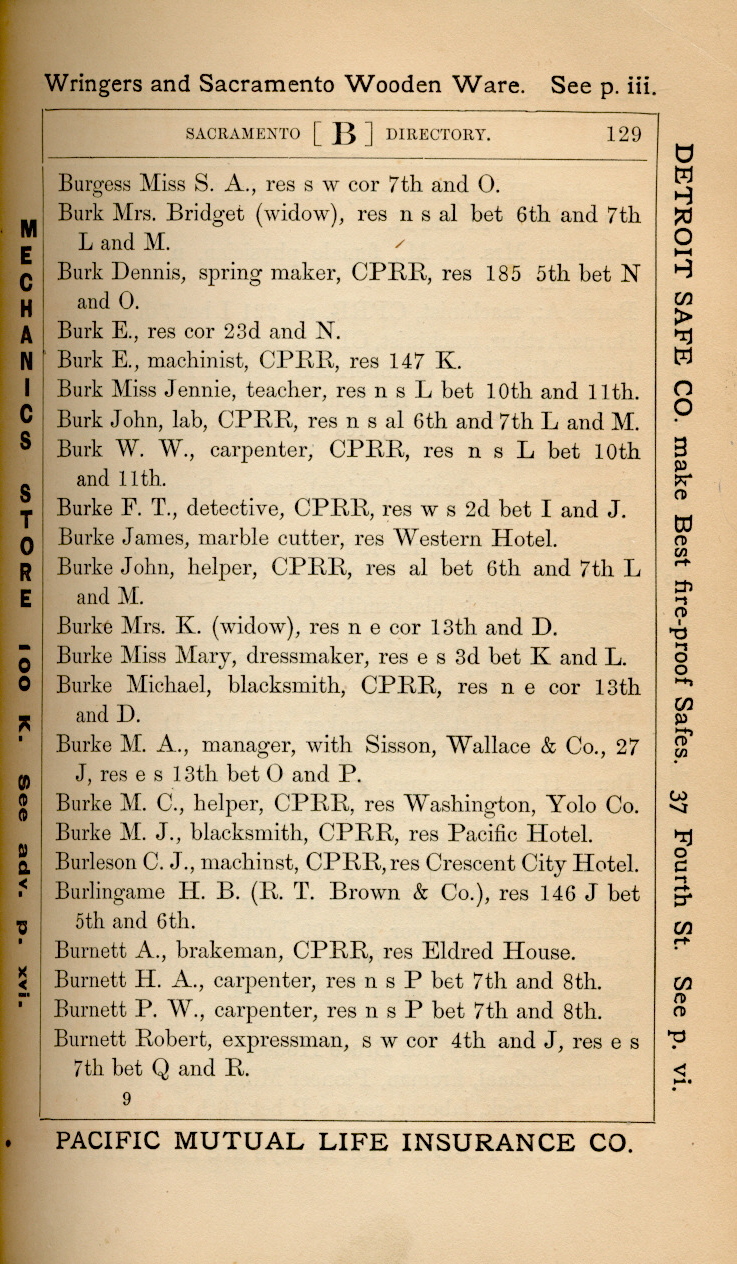 Wringers and Sacramento Wooden Ware. See p. iii.
SACRAMENTO [ B ] DIRECTORY. 129
Burgess Miss S. A., res s w cor 7th and O.
Burk Mrs. Bridget (widow), res n s al bet 6th and 7th
L and M.
Burk Dennis, spring maker, CPRR, res 185 5th bet N
and O.
Burk E., res cor 23d and N.
Burk E., machinist, CPRR, res 147 K.
Burk Miss Jennie, teacher, res n s L bet 10th and 11th.
Burk John, lab, CPRR, res n s al 6th and 7th L and M.
Burk W. W., carpenter, CPRR, res n s L bet 10th
and 11th.
Burke F. T., detective, CPRR, res w s 2d bet I and J.
Burke James, marble cutter, res Western Hotel.
Burke John, helper, CPRR, res al bet 6th and 7th L
and M.
Burke Mrs. K. (widow), res n e cor 13th and D.
Burke Miss Mary, dressmaker, res e s 3d bet K and L.
Burke Michael, blacksmith, CPRR, res n e cor 13th
and D.
Burke M. A., manager, with Sisson, Wallace & Co., 27
J, res e s 13th bet O and P.
Burke M. C., helper, CPRR, res Washington, Yolo Co.
Burke M. J., blacksmith, CPRR, res Pacific Hotel.
Burleson C. J., machinst, CPRR, res Crescent City Hotel.
Burlingame H. B. (R. T. Brown & Co.), res 146 J bet
5th and 6th.
Burnett A., brakeman, CPRR, res Eldred House.
Burnett H. A., carpenter, res n s P bet 7th and 8th.
Burnett P. W., carpenter, res n s P bet 7th and 8th.
Burnett Robert, expressman, s w cor 4th and J, res e s
7th bet Q and R.
9
PACIFIC MUTUAL LIFE INSURANCE CO.
MECHANICS STORE 100 K. See adv. p. xvi.
DETROIT SAFE CO. make Best fire-proof Safes. 37 Fourth St. See p. vi.